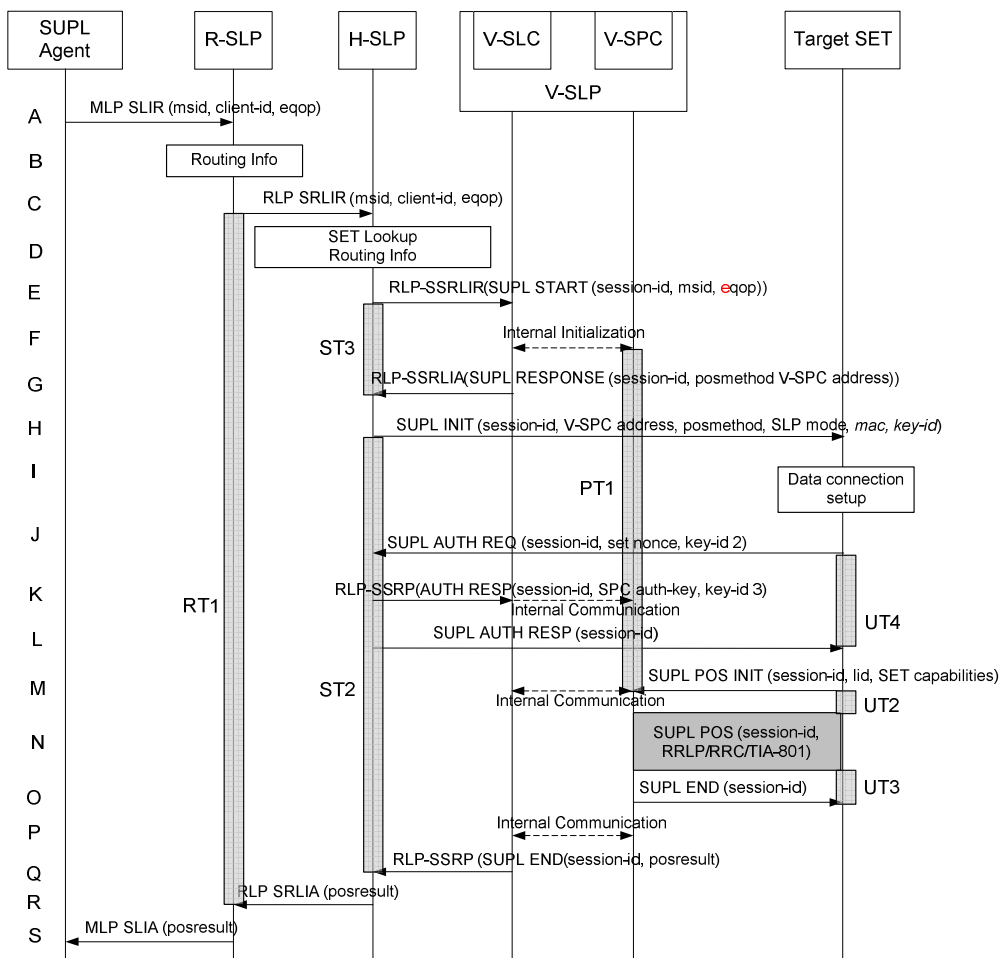 SUPL
Agent
R-SLP
H-SLP
V-SLC
V-SPC
V-SLP
Target SET
A
MLP SLIR (msid, client-id, eqop)
B
Routing Info
C
RLP SRLIR (msid, client-id, eqop)
D
SET Lookup
Routing Info
E
RLP-SSRLIR(SUPL START (session-id, msid, eqop))
F
Internal Initialization
ST3
G
RLP-SSRLIA(SUPL RESPONSE (session-id, posmethod V-SPC address))
H
SUPL INIT (session-id, V-SPC address, posmethod, SLP mode, mac, key-id)
I
Data connection
setup
PT1
J
SUPL AUTH REQ (session-id, set nonce, key-id 2)
K
RLP-SSRP(AUTH RESP(session-id, SPC auth-key, key-id 3)
Internal Communication
RT1
UT4
L
SUPL AUTH RESP (session-id)
M
SUPL POS INIT (session-id, lid, SET capabilities)
Internal Communication
ST2
UT2
N
SUPL POS (session-id,
RRLP/RRC/TIA-801)
O
SUPL END (session-id)
UT3
P
Internal Communication
Q
RLP-SSRP (SUPL END(session-id, posresult)
R
RLP SRLIA (posresult)
S
MLP SLIA (posresult)